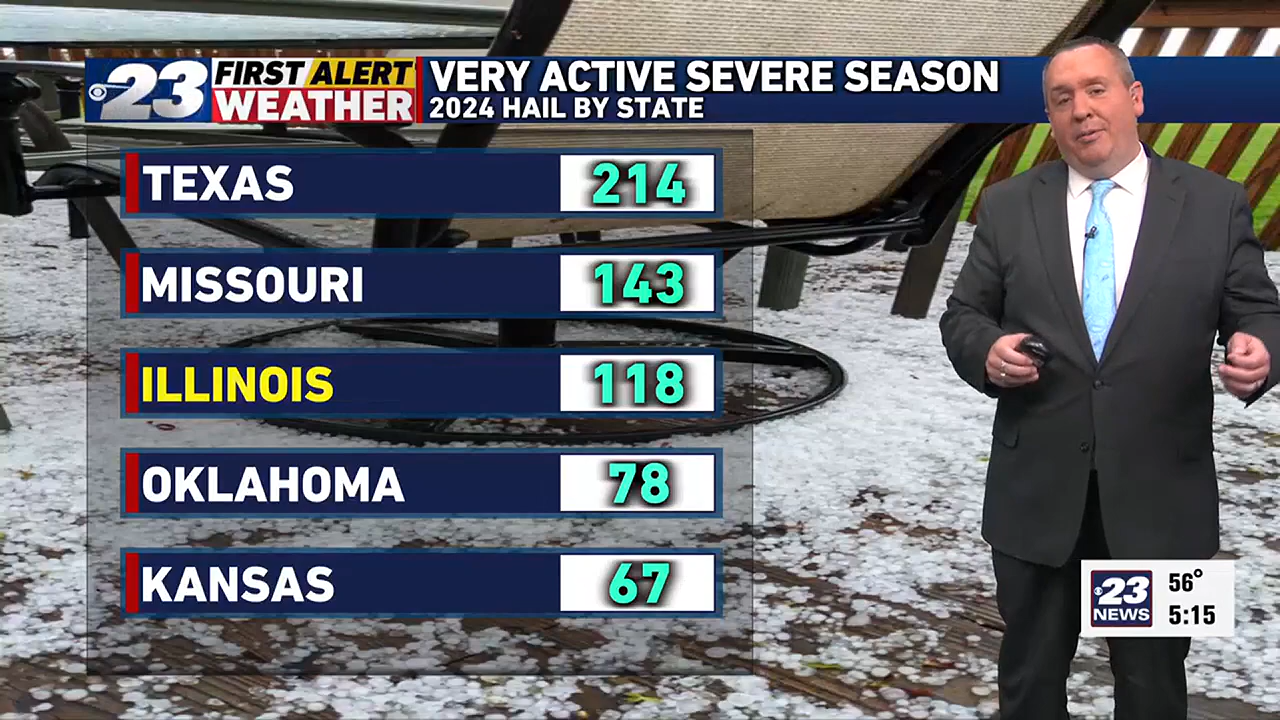 23 FIRST ALERT WEATHER
VERY ACTIVE SEVERE SEASON
2024 HAIL BY STATE
TEXAS 214
MISSOURI 143
ILLINOIS 118
OKLAHOMA 78
KANSAS 67
23 NEWS
56°
5:15